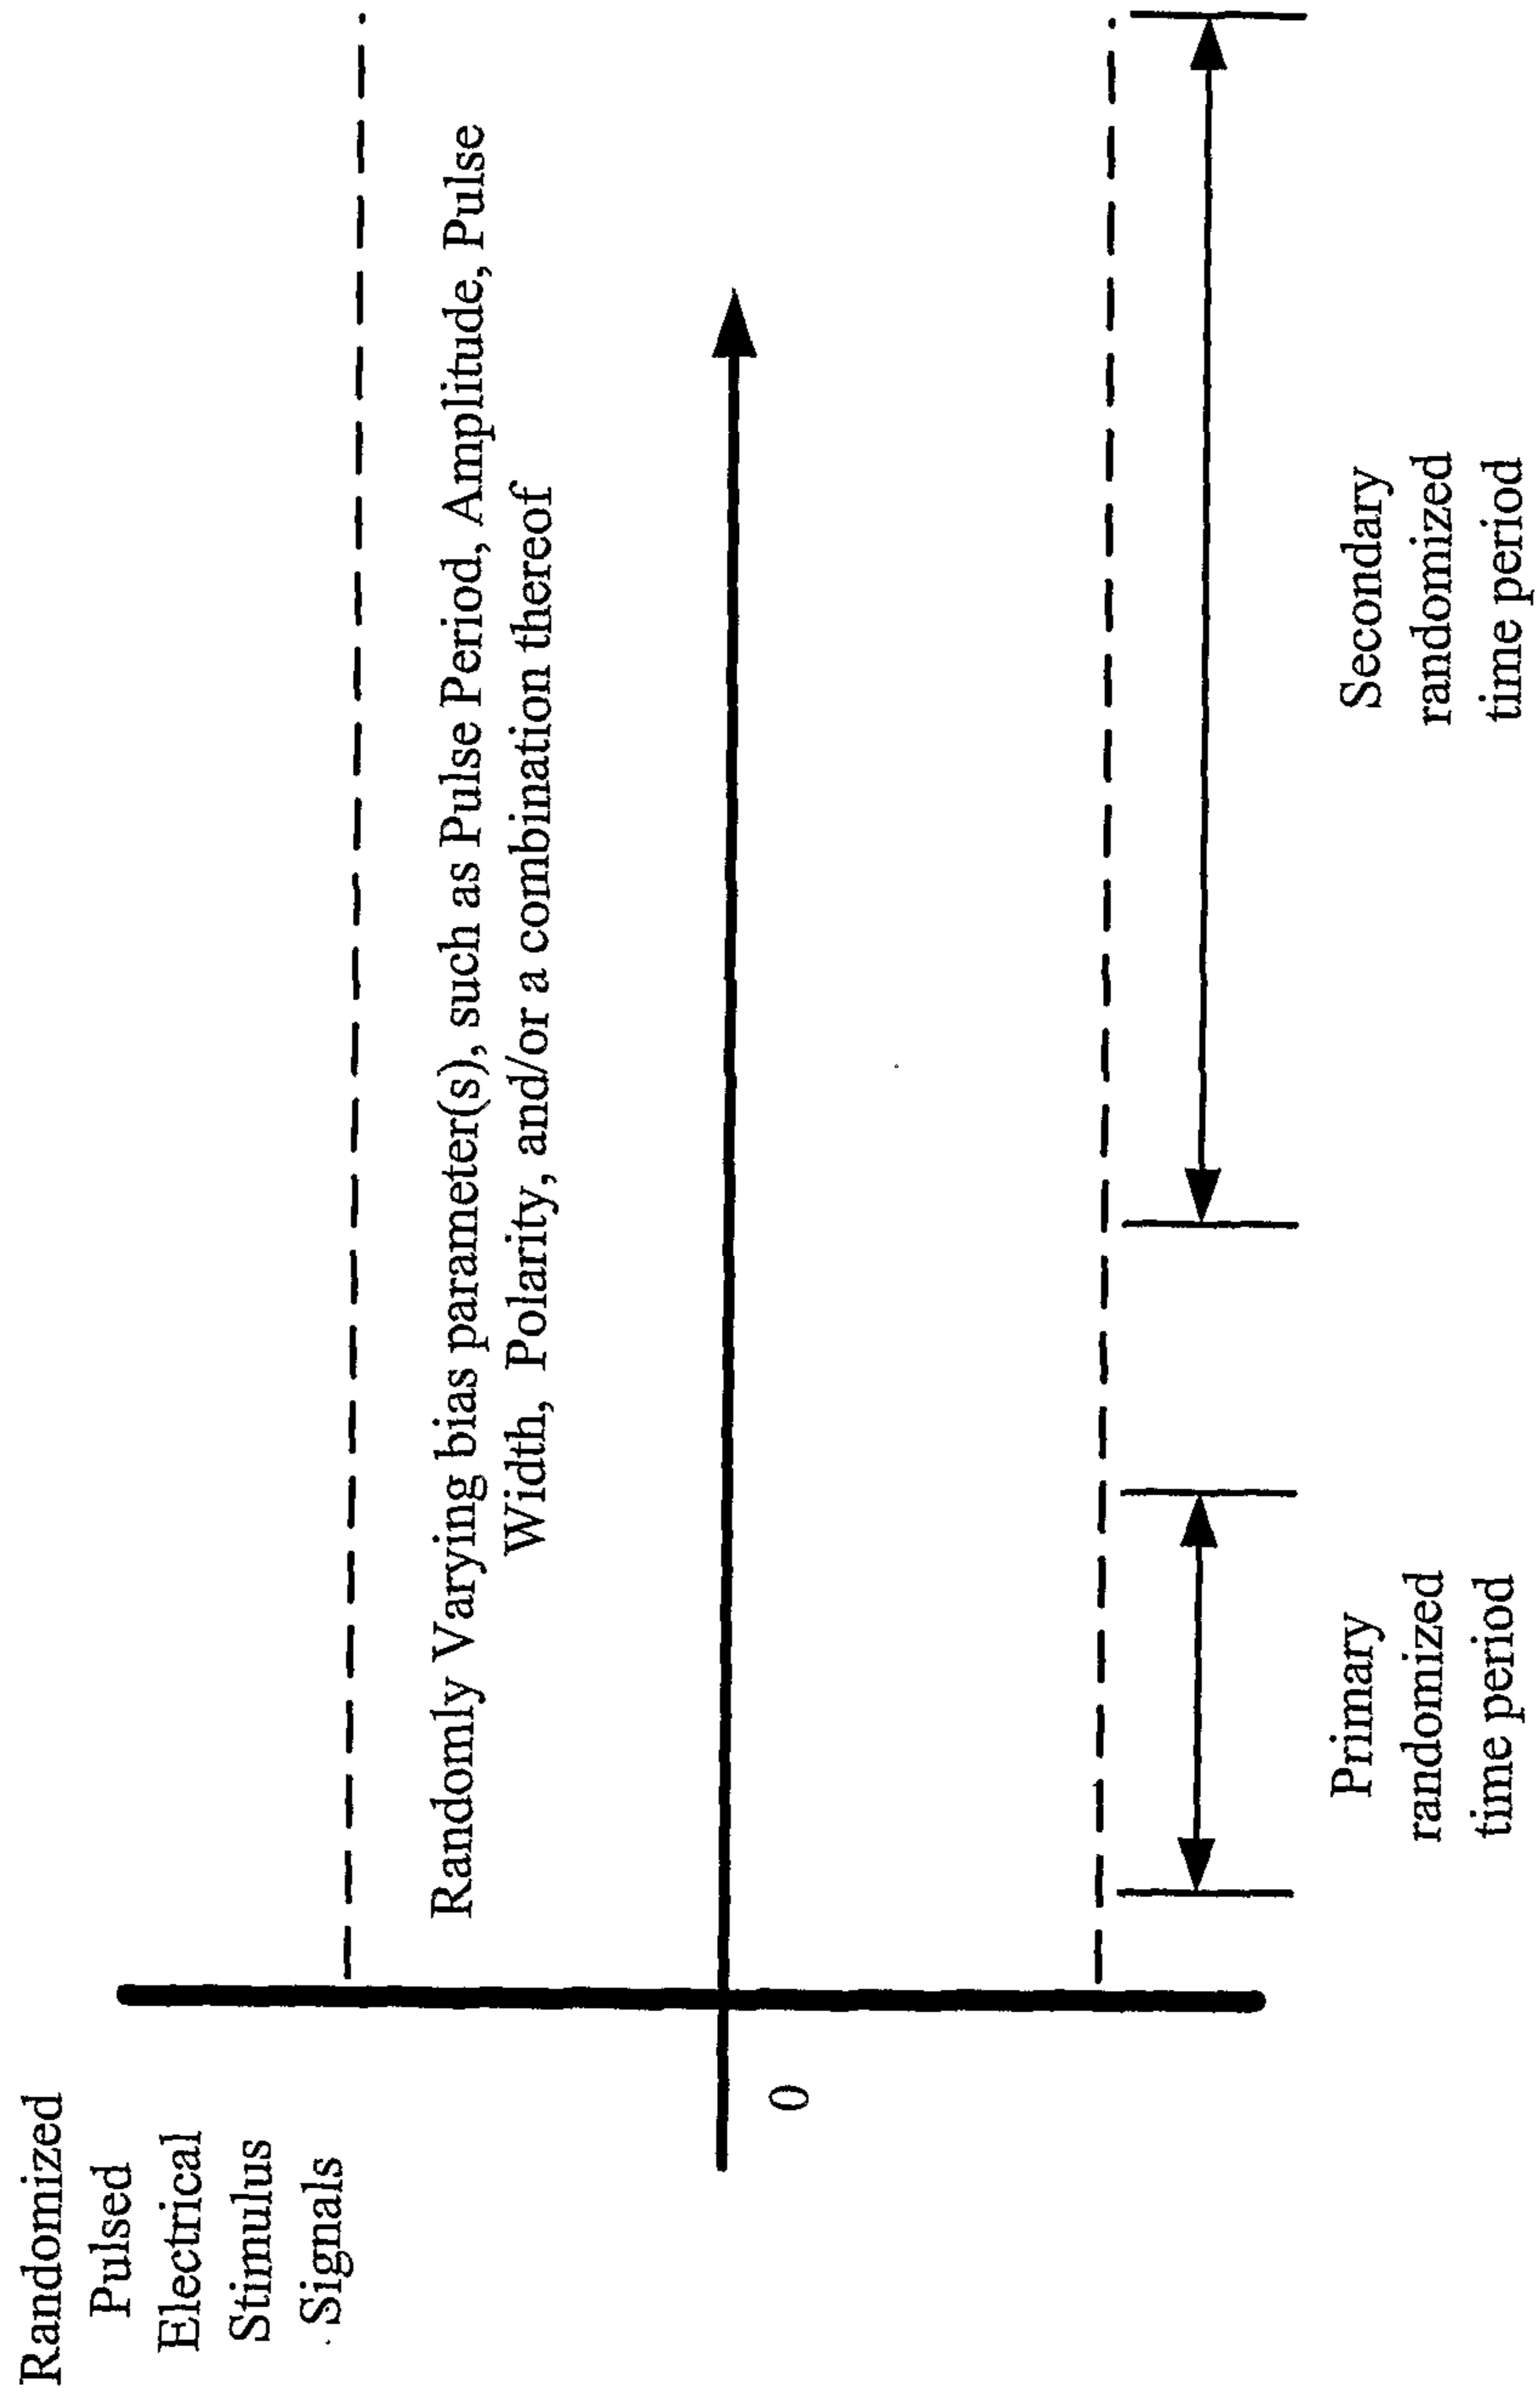 Randomized
Pulsed
Electrical
Stimulus
Signals
Randomly Varying bias parameter(s), such as Pulse Period, Amplitude, Pulse
Width, Polarity, and/or a combination thereof
0
Primary
randomized
time period
Secondary
randomized
time period